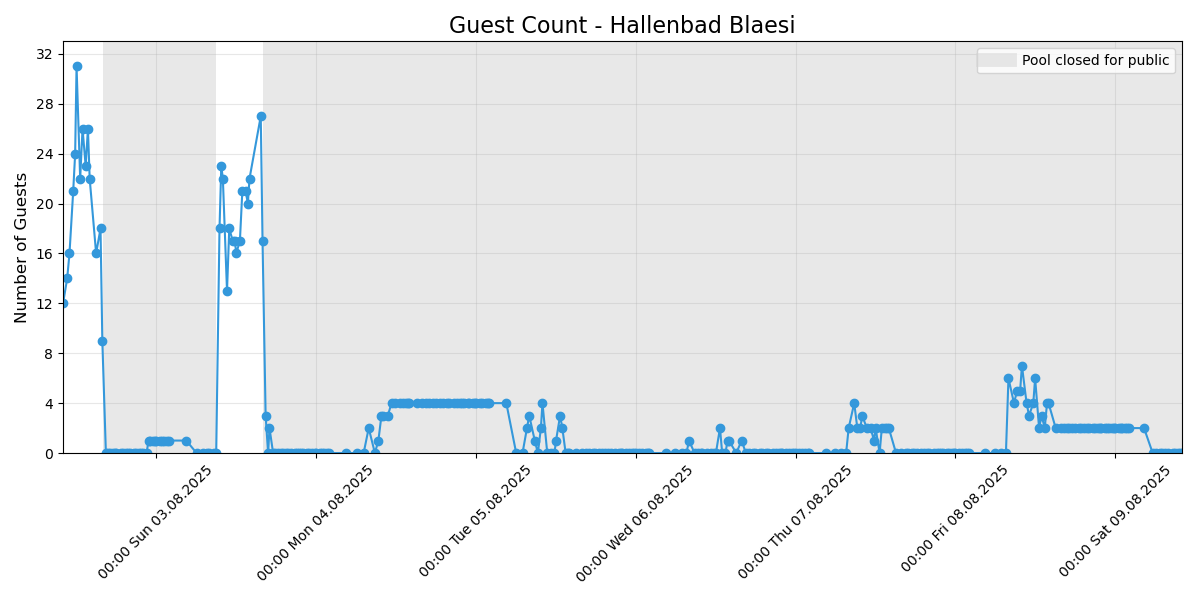 Guest Count - Hallenbad Blaesi
Pool closed for public
Number of Guests
32
28
24
20
16
12
8
4
0
00:00 Sun 03.08.2025
00:00 Mon 04.08.2025
00:00 Tue 05.08.2025
00:00 Wed 06.08.2025
00:00 Thu 07.08.2025
00:00 Fri 08.08.2025
00:00 Sat 09.08.2025